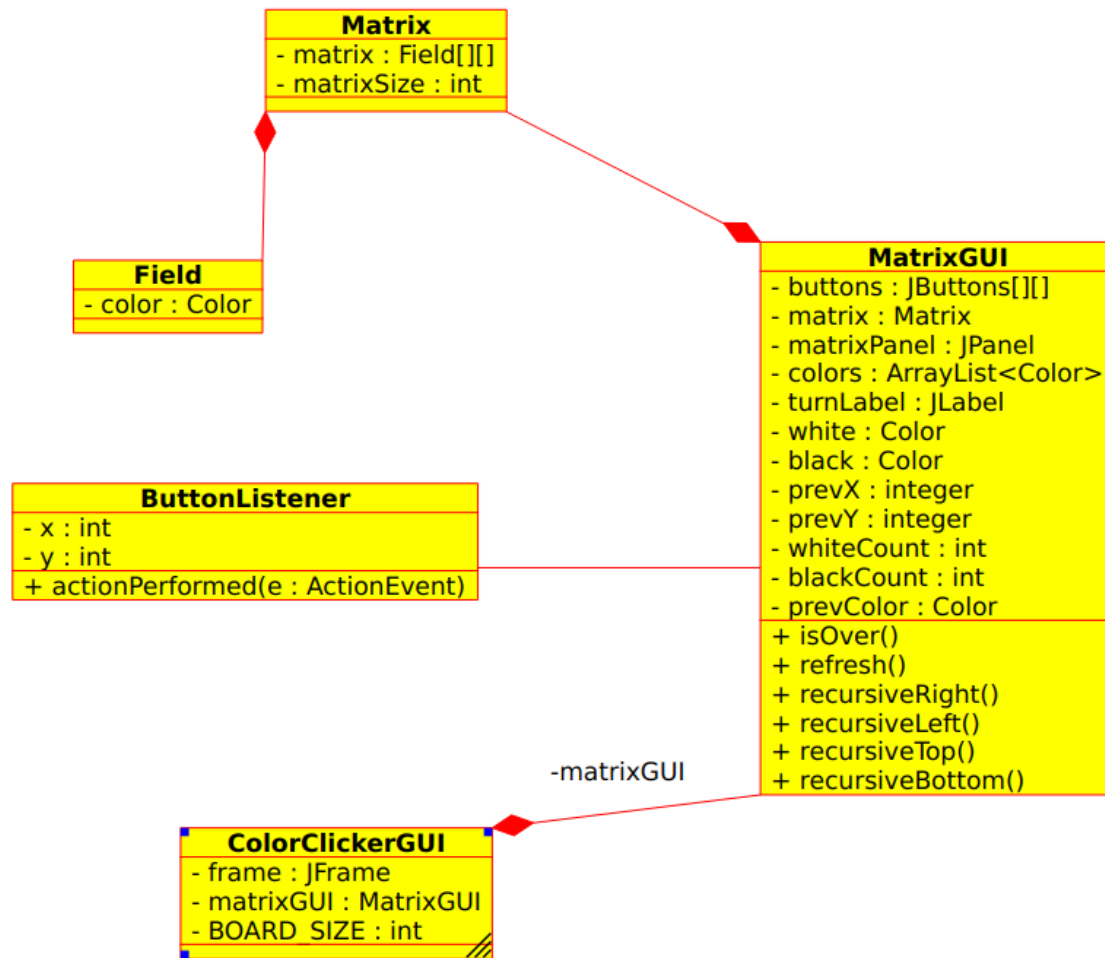 Matrix
- matrix : Field[][]
- matrixSize : int
Field
- color : Color
MatrixGUI
- buttons : JButtons[][]
- matrix : Matrix
- matrixPanel : JPanel
- colors : ArrayList<Color>
- turnLabel : JLabel
- white : Color
- black : Color
- prevX : integer
- prevY : integer
- whiteCount : int
- blackCount : int
- prevColor : Color
+ isOver()
+ refresh()
+ recursiveRight()
+ recursiveLeft()
+ recursiveTop()
+ recursiveBottom()
ButtonListener
- x : int
- y : int
+ actionPerformed(e : ActionEvent)
-matrixGUI
ColorClickerGUI
- frame : JFrame
- matrixGUI : MatrixGUI
- BOARD_SIZE : int